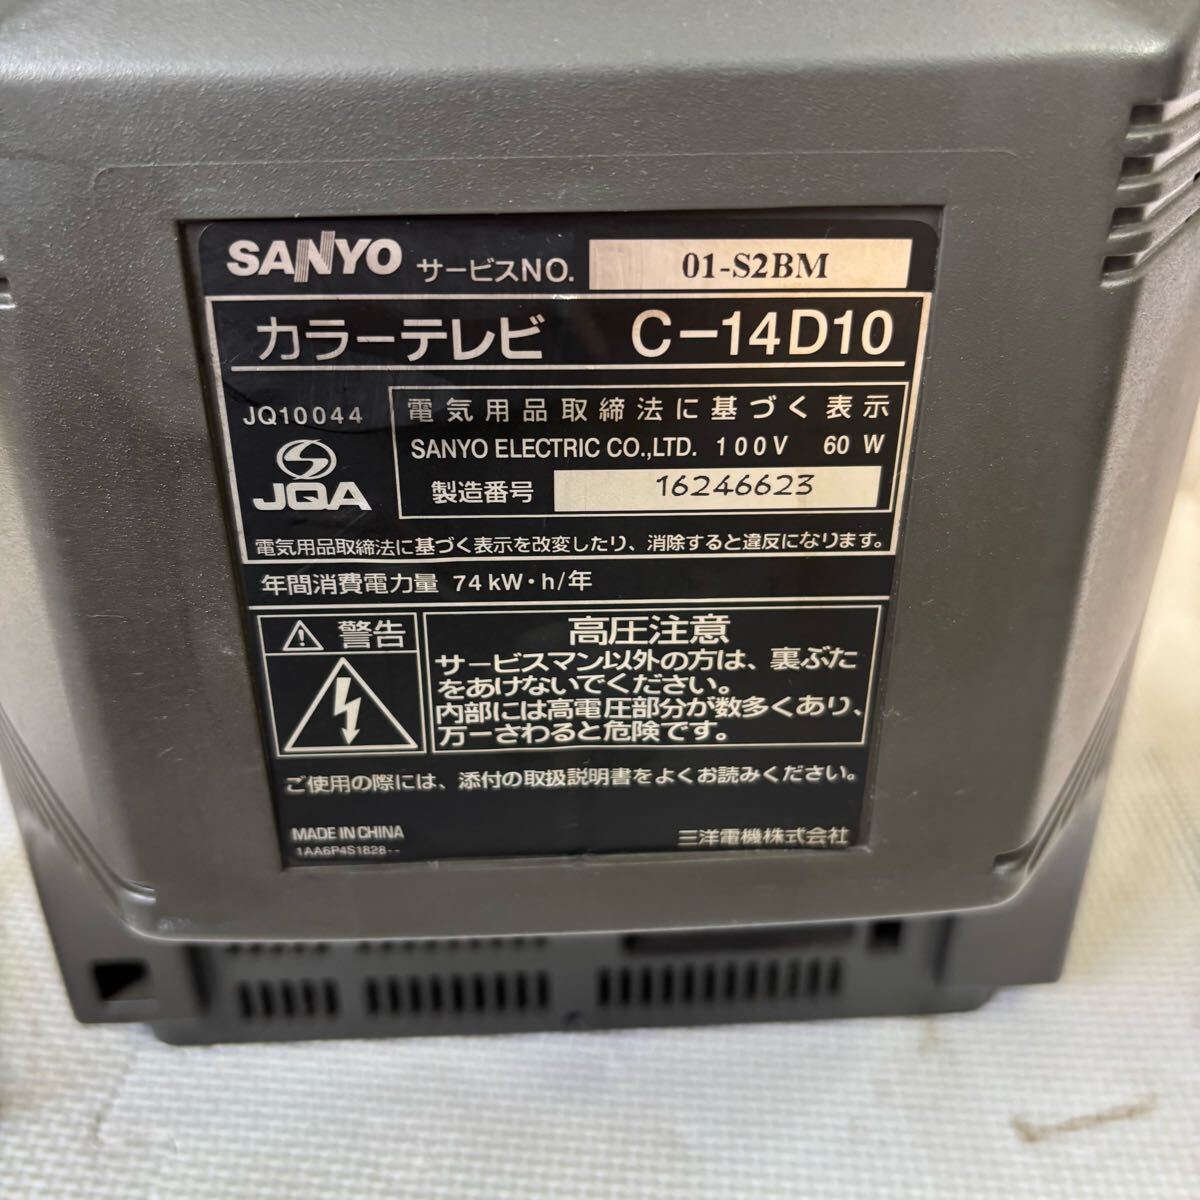 SANYO サービスNO. 01-S2BM
カラーテレビ C-14D10
JQ10044
JQA
電気用品取締法に基づく表示
SANYO ELECTRIC CO.,LTD. 100V 60W
製造番号 16246623
電気用品取締法に基づく表示を改変したり、消除すると違反になります。
年間消費電力量 74kW・h/年
警告
高圧注意
サービスマン以外の方は、裏ぶた
をあけないでください。
内部には高電圧部分が数多くあり、
万一さわると危険です。
ご使用の際には、添付の取扱説明書をよくお読みください。
MADE IN CHINA
1AA6P4S1828--
三洋電機株式会社